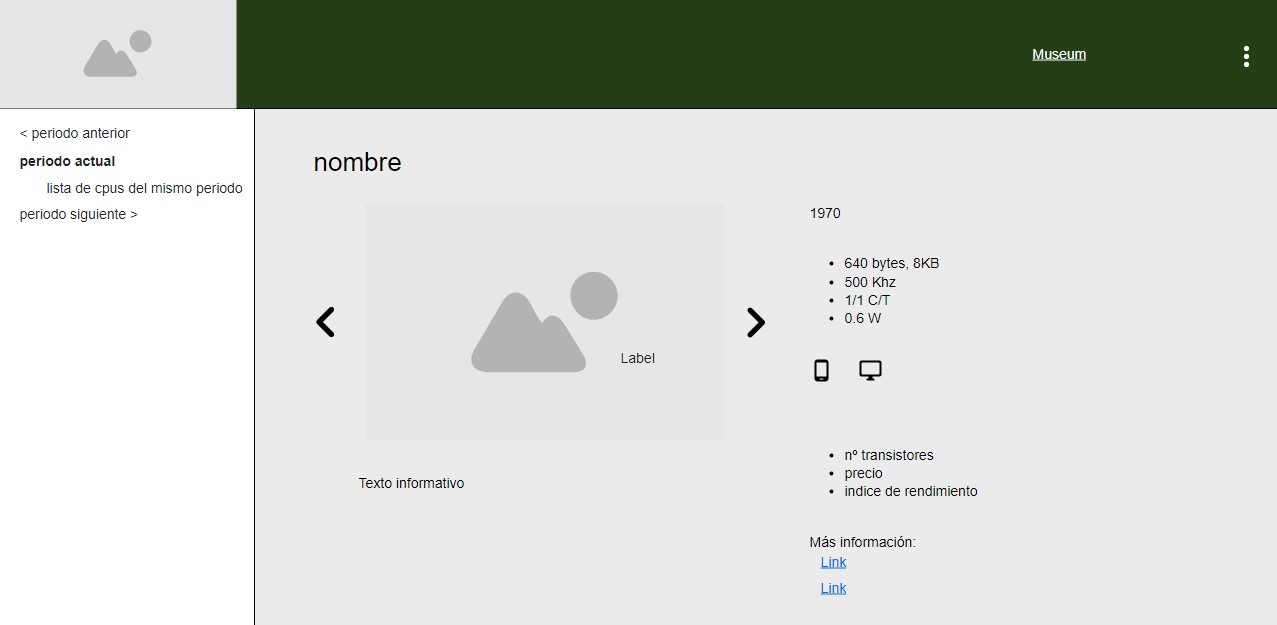 Museum
< periodo anterior
periodo actual
lista de cpus del mismo periodo
periodo siguiente >
nombre
Label
Texto informativo
1970
640 bytes, 8KB
500 Khz
1/1 C/T
0.6 W
nº transistores
precio
indice de rendimiento
Más información:
Link
Link